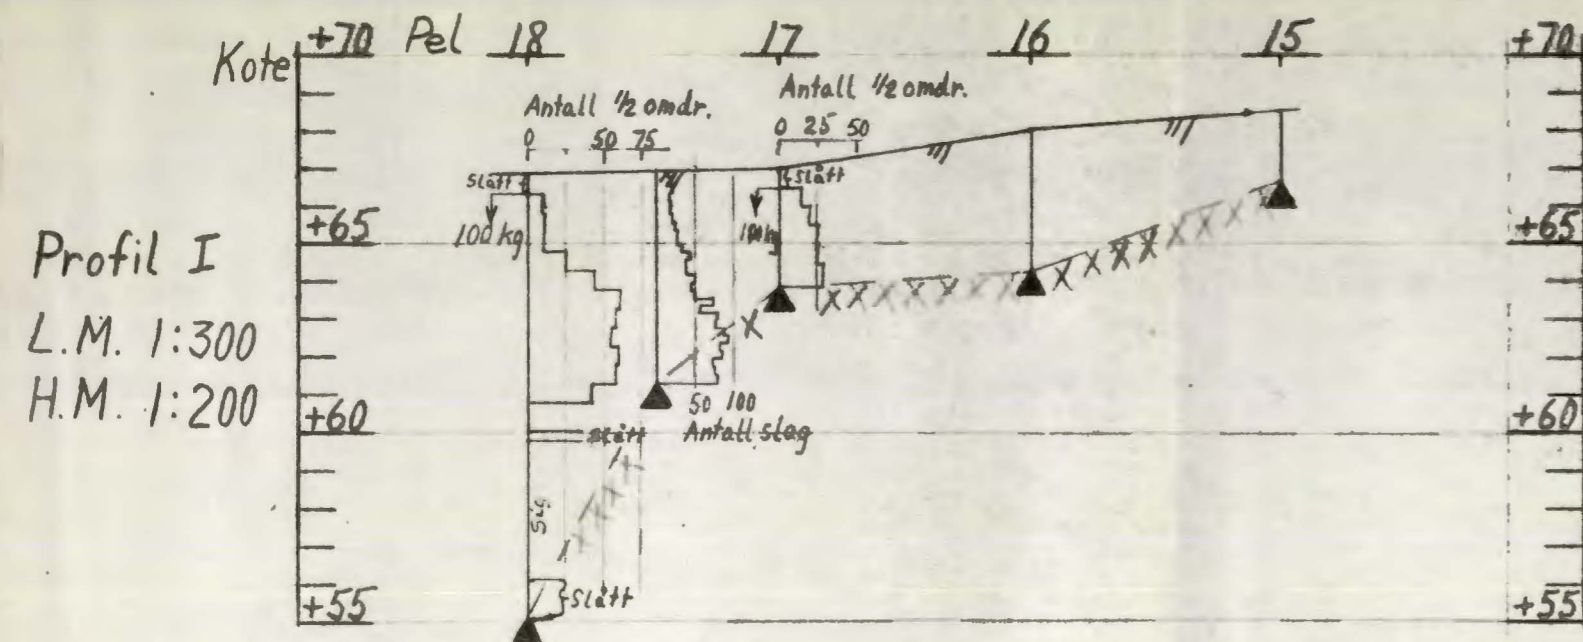 +70 Pel 18 17 16 15 +70
Kote
Antall 1/2 omdr.
0 50 75
Antall 1/2 omdr.
0 25 50
Slått
Slått
100 kg
100 kg
+65 +65
Profil I
L.M. 1:300
H.M. 1:200
50 100
Antall slag
+60 +60
Slått
Sig
Slått
+55 +55